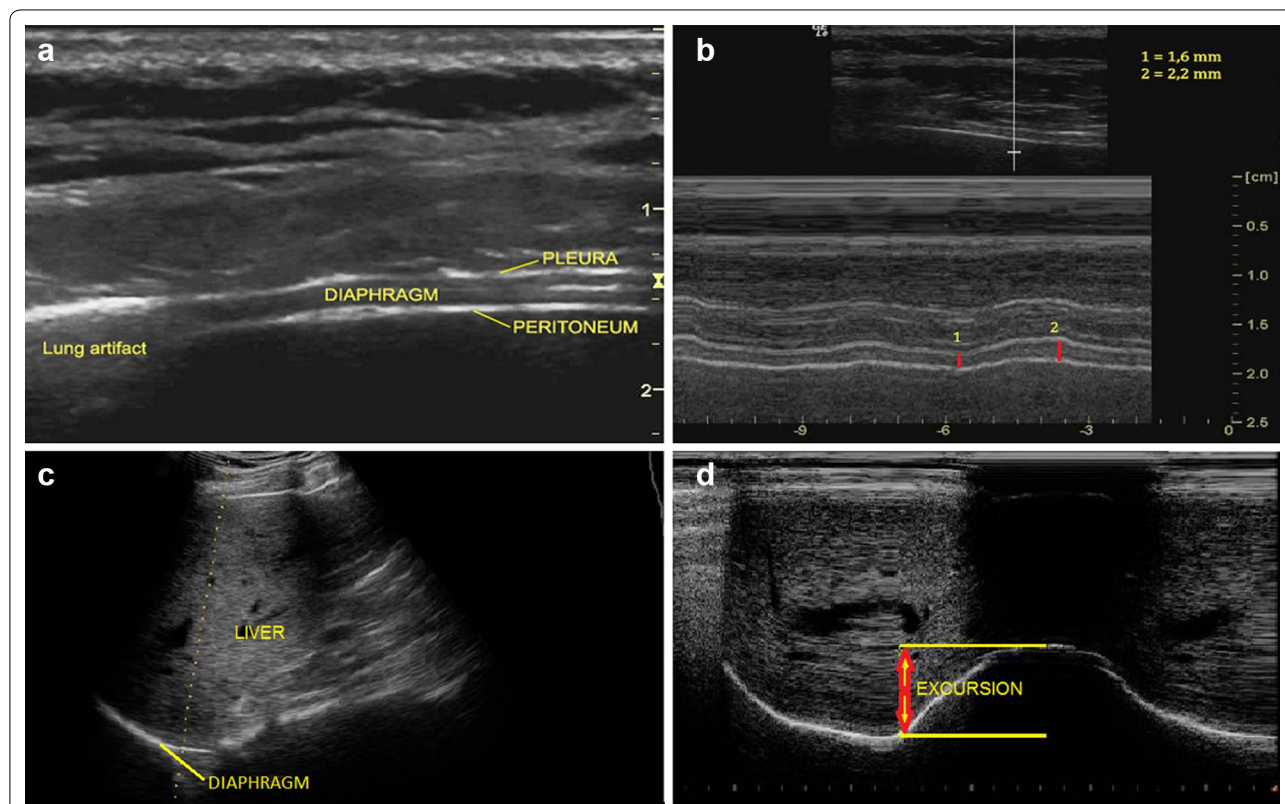 a
PLEURA
DIAPHRAGM
PERITONEUM
Lung artifact
1
2
b
1 = 1,6 mm
2 = 2,2 mm
[cm]
0.5
1.0
1.5
2.0
2.5
1
2
-9
-6
-3
0
c
LIVER
DIAPHRAGM
d
EXCURSION